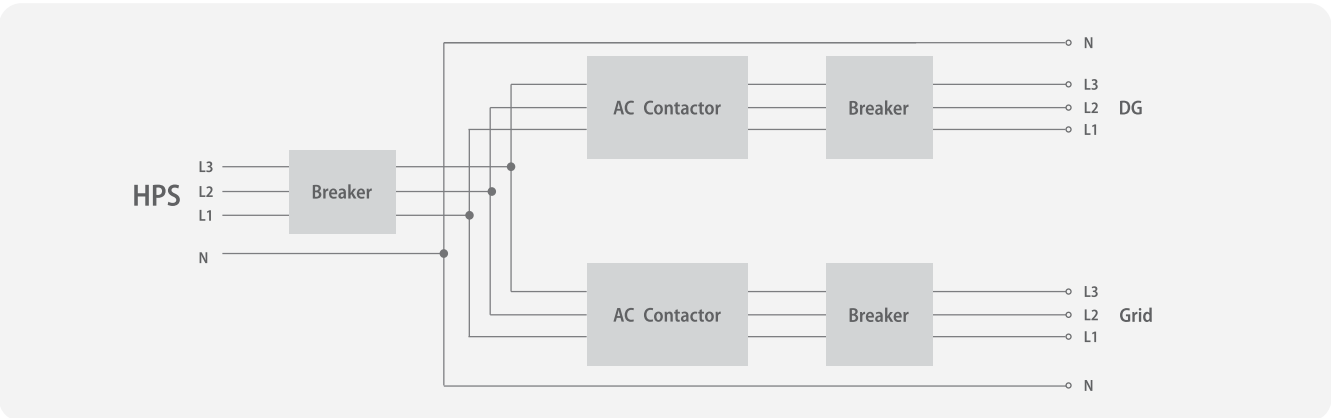 N
L3
AC Contactor
Breaker
L2
DG
L1
L3
HPS
L2
Breaker
L1
N
L3
AC Contactor
Breaker
L2
Grid
L1
N